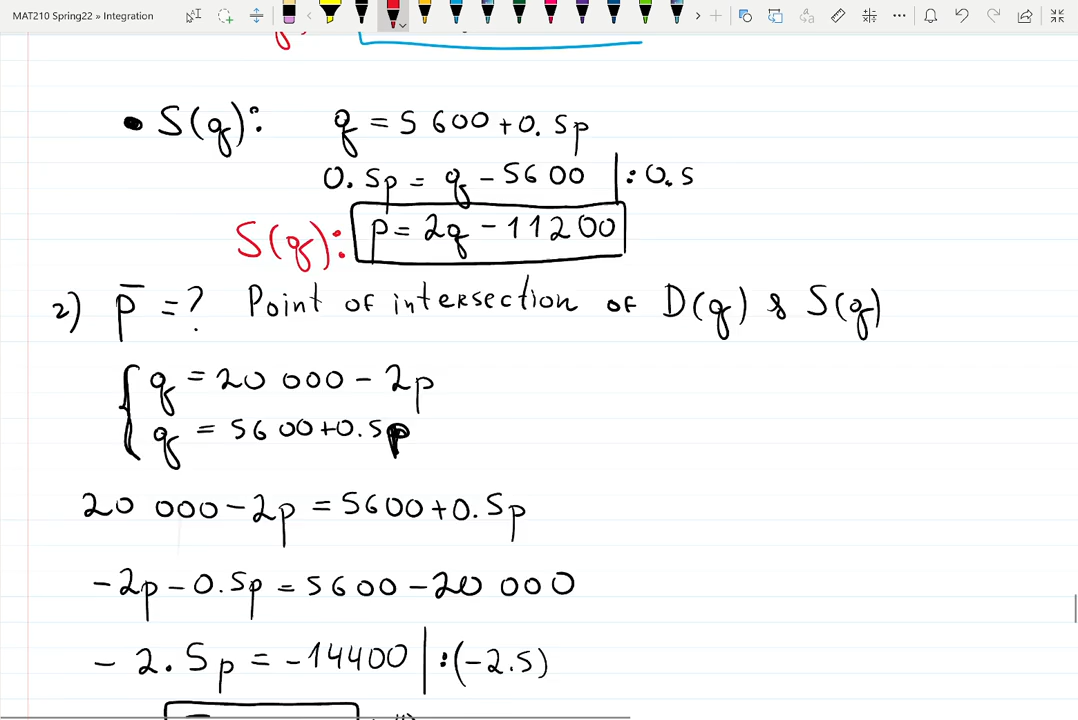 MAT210 Spring22 » Integration
• S(q): q = 5 600 + 0.5p
0.5p = q - 5600 | : 0.5
S(q): p = 2q - 11200
2) p̄ = ? Point of intersection of D(q) & S(q)
{ q = 20 000 - 2p
q = 5600 + 0.5p
20 000 - 2p = 5600 + 0.5p
-2p - 0.5p = 5600 - 20 000
- 2.5p = -14400 | : (-2.5)